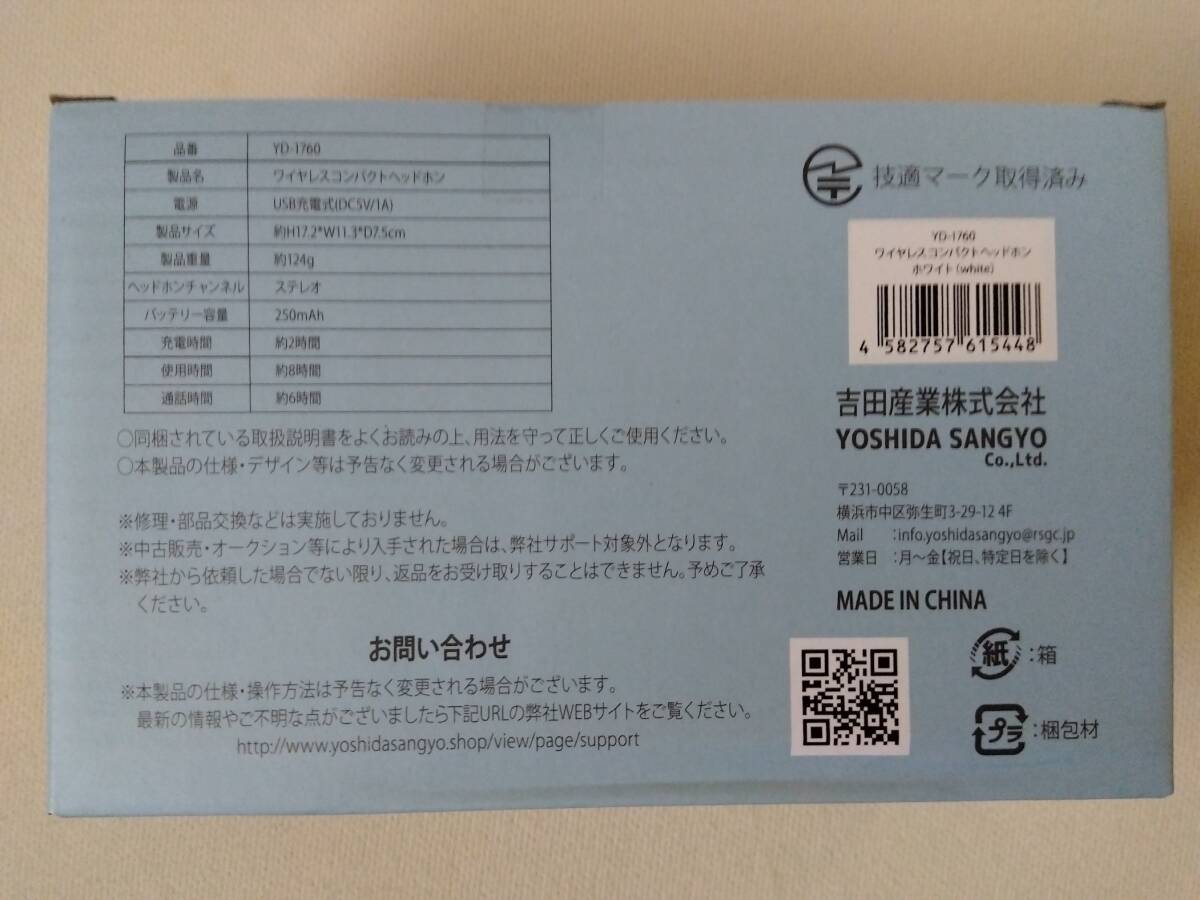 品番 YD-1760
製品名 ワイヤレスコンパクトヘッドホン
電源 USB充電式(DC5V/1A)
製品サイズ 約H17.2*W11.3*D7.5cm
製品重量 約124g
ヘッドホンチャンネル ステレオ
バッテリー容量 250mAh
充電時間 約2時間
使用時間 約8時間
通話時間 約6時間
○同梱されている取扱説明書をよくお読みの上、用法を守って正しくご使用ください。
○本製品の仕様・デザイン等は予告なく変更される場合がございます。
※修理・部品交換などは実施しておりません。
※中古販売・オークション等により入手された場合は、弊社サポート対象外となります。
※弊社から依頼した場合でない限り、返品をお受け取りすることはできません。予めご了承
ください。
お問い合わせ
※本製品の仕様・操作方法は予告なく変更される場合がございます。
最新の情報やご不明な点がございましたら下記URLの弊社WEBサイトをご覧ください。
http://www.yoshidasangyo.shop/view/page/support
技適マーク取得済み
YD-1760
ワイヤレスコンパクトヘッドホン
ホワイト(white)
4 582757 615448
吉田産業株式会社
YOSHIDA SANGYO
Co.,Ltd.
〒231-0058
横浜市中区弥生町3-29-12 4F
Mail :info.yoshidasangyo@rsgc.jp
営業日 :月〜金【祝日、特定日を除く】
MADE IN CHINA
紙:箱
プラ:梱包材